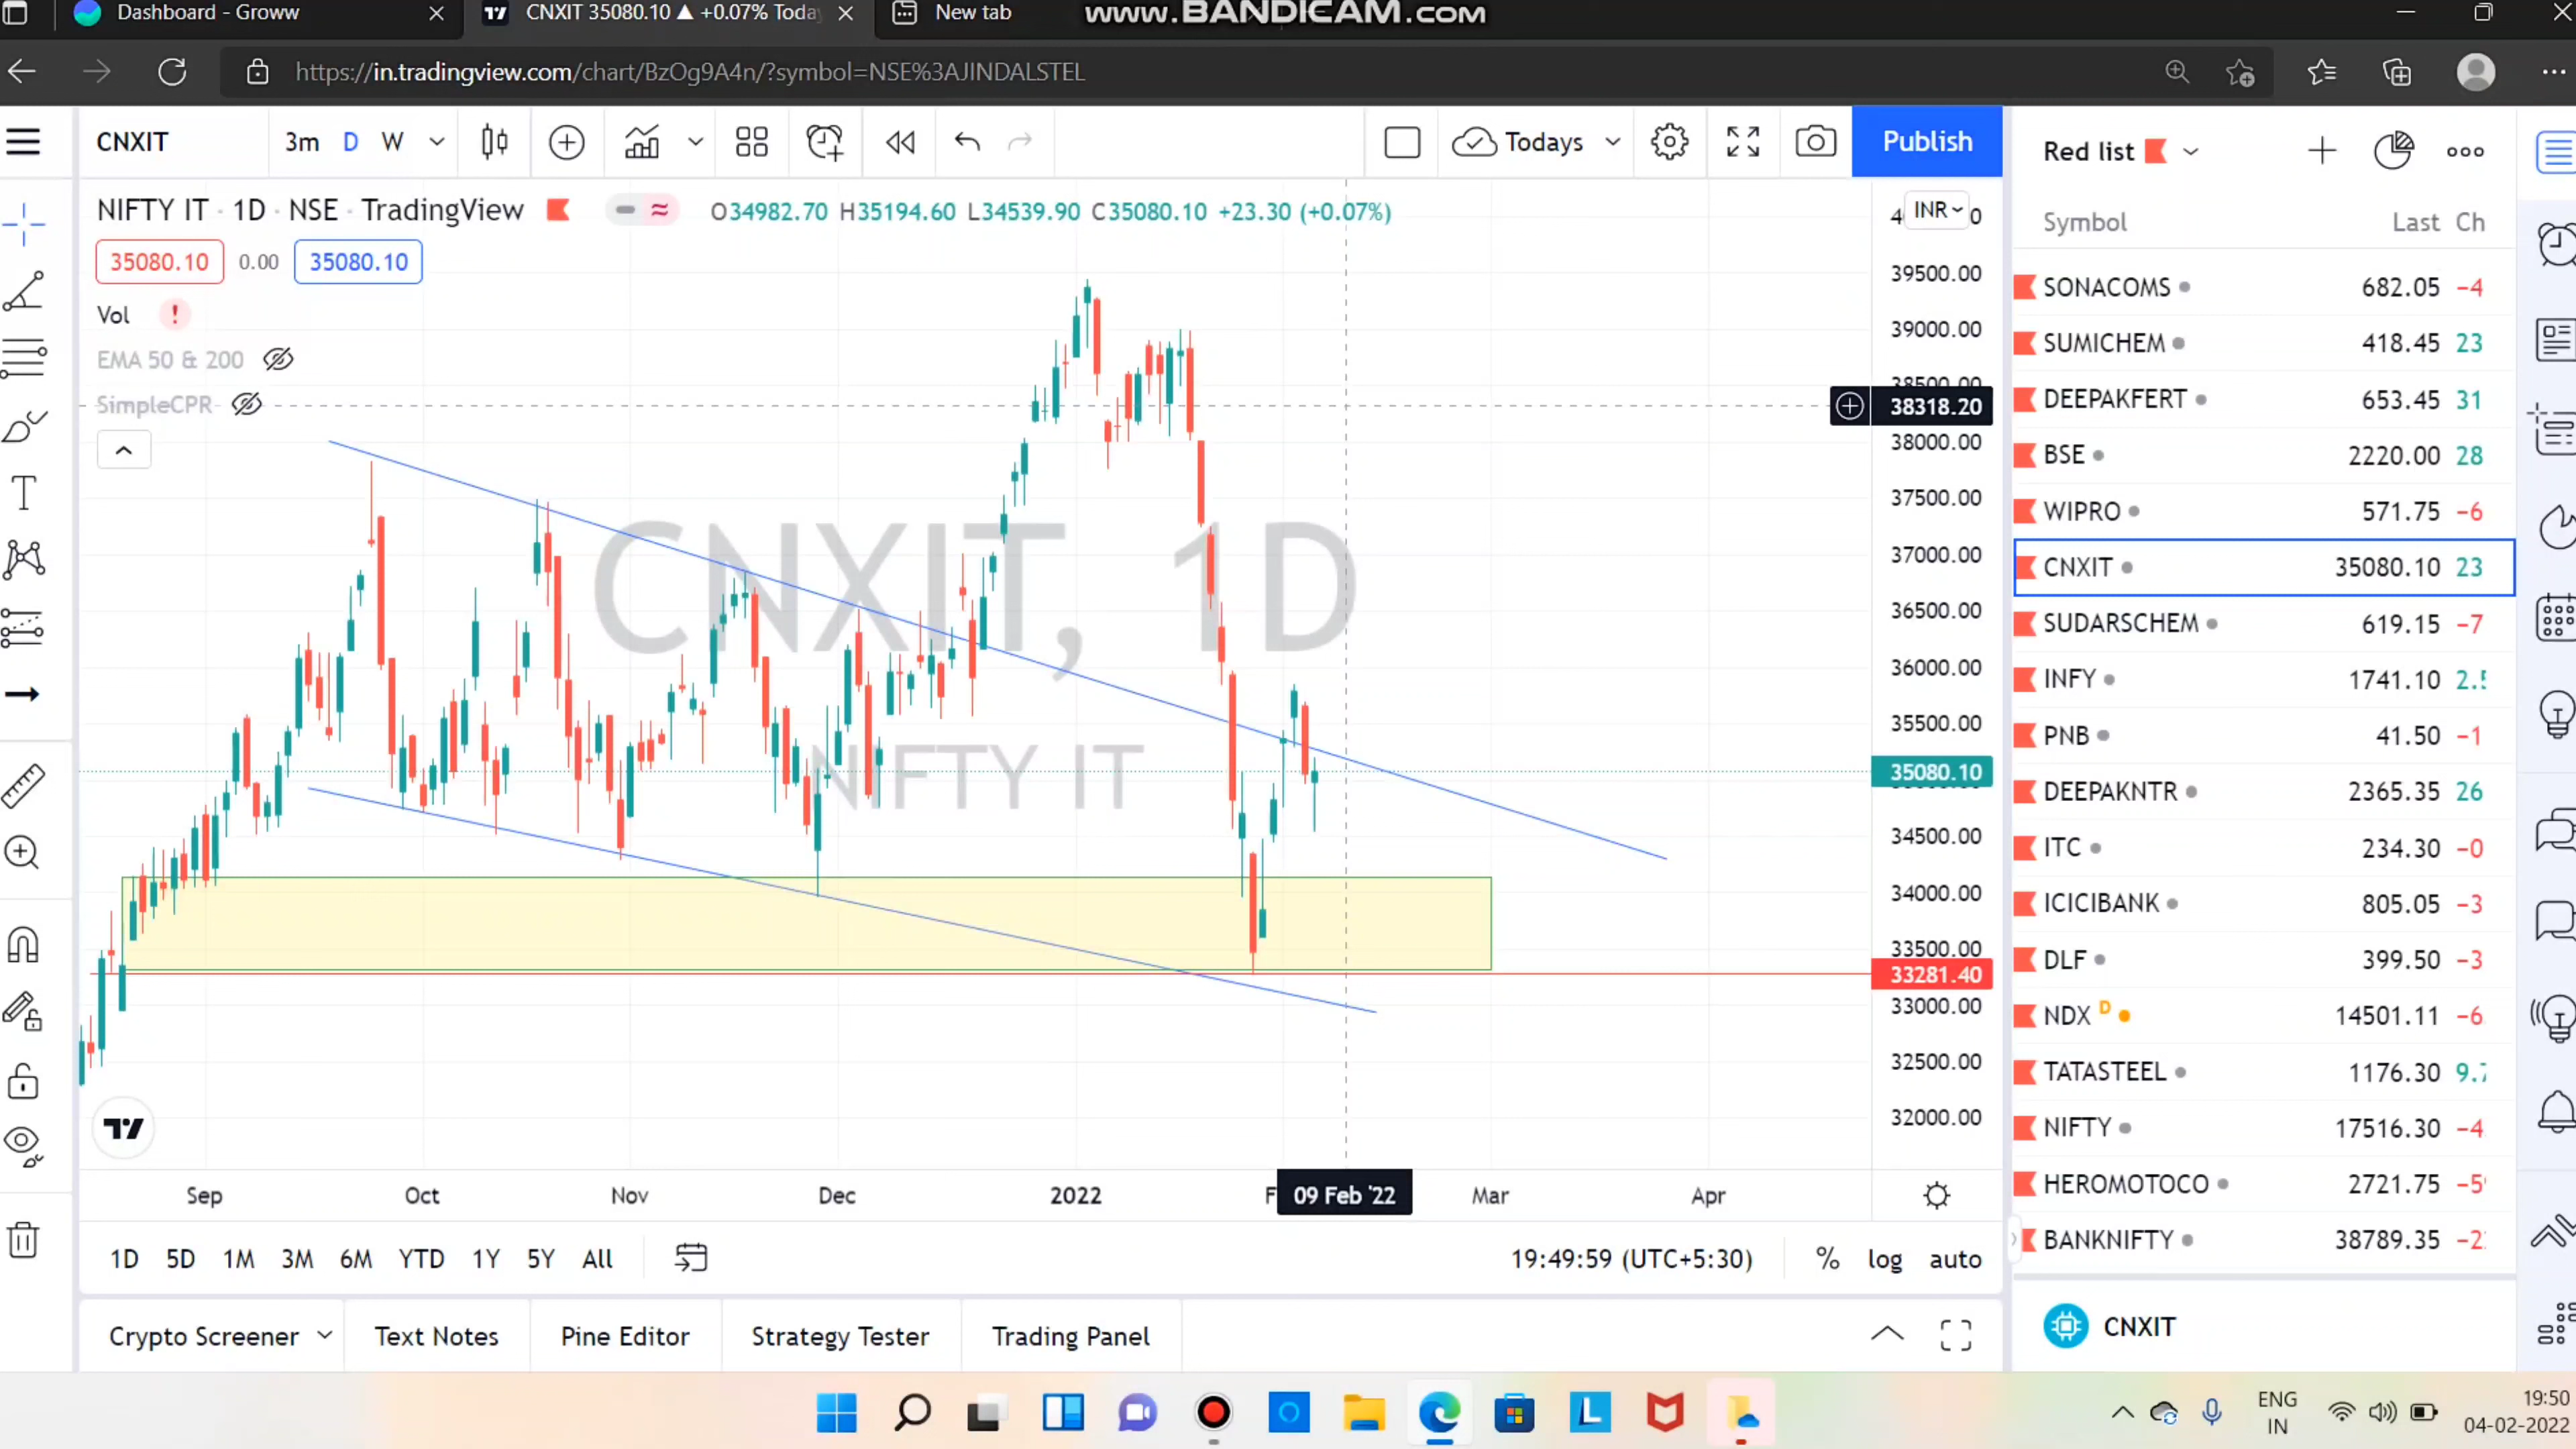 Dashboard - Groww
CNXIT 35080.10 ▲ +0.07% Today
New tab
www.BANDICAM.com
https://in.tradingview.com/chart/BzOg9A4n/?symbol=NSE%3AJINDALSTEL
CNXIT 3m D W Todays Publish
NIFTY IT · 1D · NSE · TradingView O34982.70 H35194.60 L34539.90 C35080.10 +23.30 (+0.07%)
35080.10 0.00 35080.10
Vol !
EMA 50 & 200
SimpleCPR
CNXIT, 1D
NIFTY IT
INR
39500.00
39000.00
38500.00
38318.20
38000.00
37500.00
37000.00
36500.00
36000.00
35500.00
35080.10
34500.00
34000.00
33500.00
33281.40
33000.00
32500.00
32000.00
Sep Oct Nov Dec 2022 F 09 Feb '22 Mar Apr
1D 5D 1M 3M 6M YTD 1Y 5Y All 19:49:59 (UTC+5:30) % log auto
Crypto Screener Text Notes Pine Editor Strategy Tester Trading Panel
Red list
Symbol Last Ch
SONACOMS 682.05 −4
SUMICHEM 418.45 23
DEEPAKFERT 653.45 31
BSE 2220.00 28
WIPRO 571.75 −6
CNXIT 35080.10 23
SUDARSCHEM 619.15 −7
INFY 1741.10 2.5
PNB 41.50 −1
DEEPAKNTR 2365.35 26
ITC 234.30 −0
ICICIBANK 805.05 −3
DLF 399.50 −3
NDX D 14501.11 −6
TATASTEEL 1176.30 9.7
NIFTY 17516.30 −4
HEROMOTOCO 2721.75 −5
BANKNIFTY 38789.35 −2
CNXIT
ENG
IN
19:50
04-02-2022